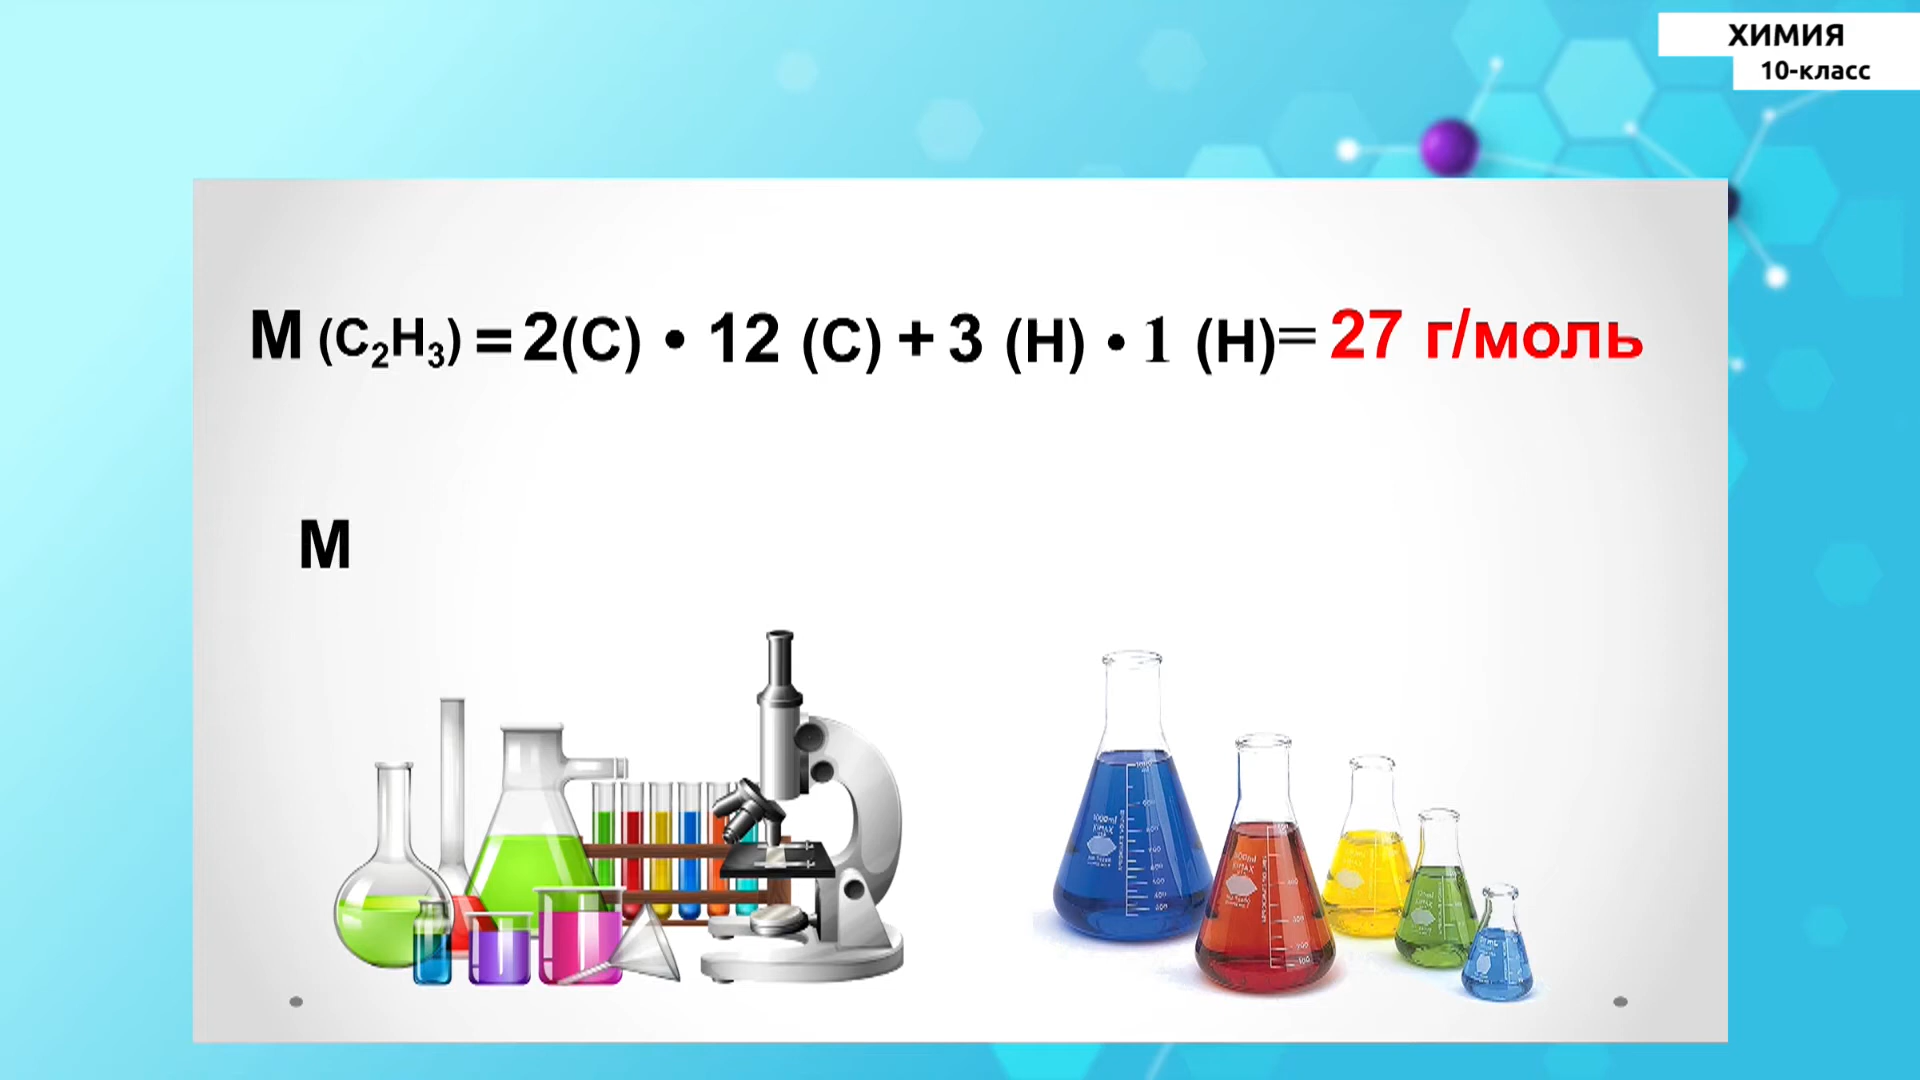 ХИМИЯ
10-класс
М (C₂H₃) = 2(C) • 12 (C) + 3 (H) • 1 (H)= 27 г/моль
М